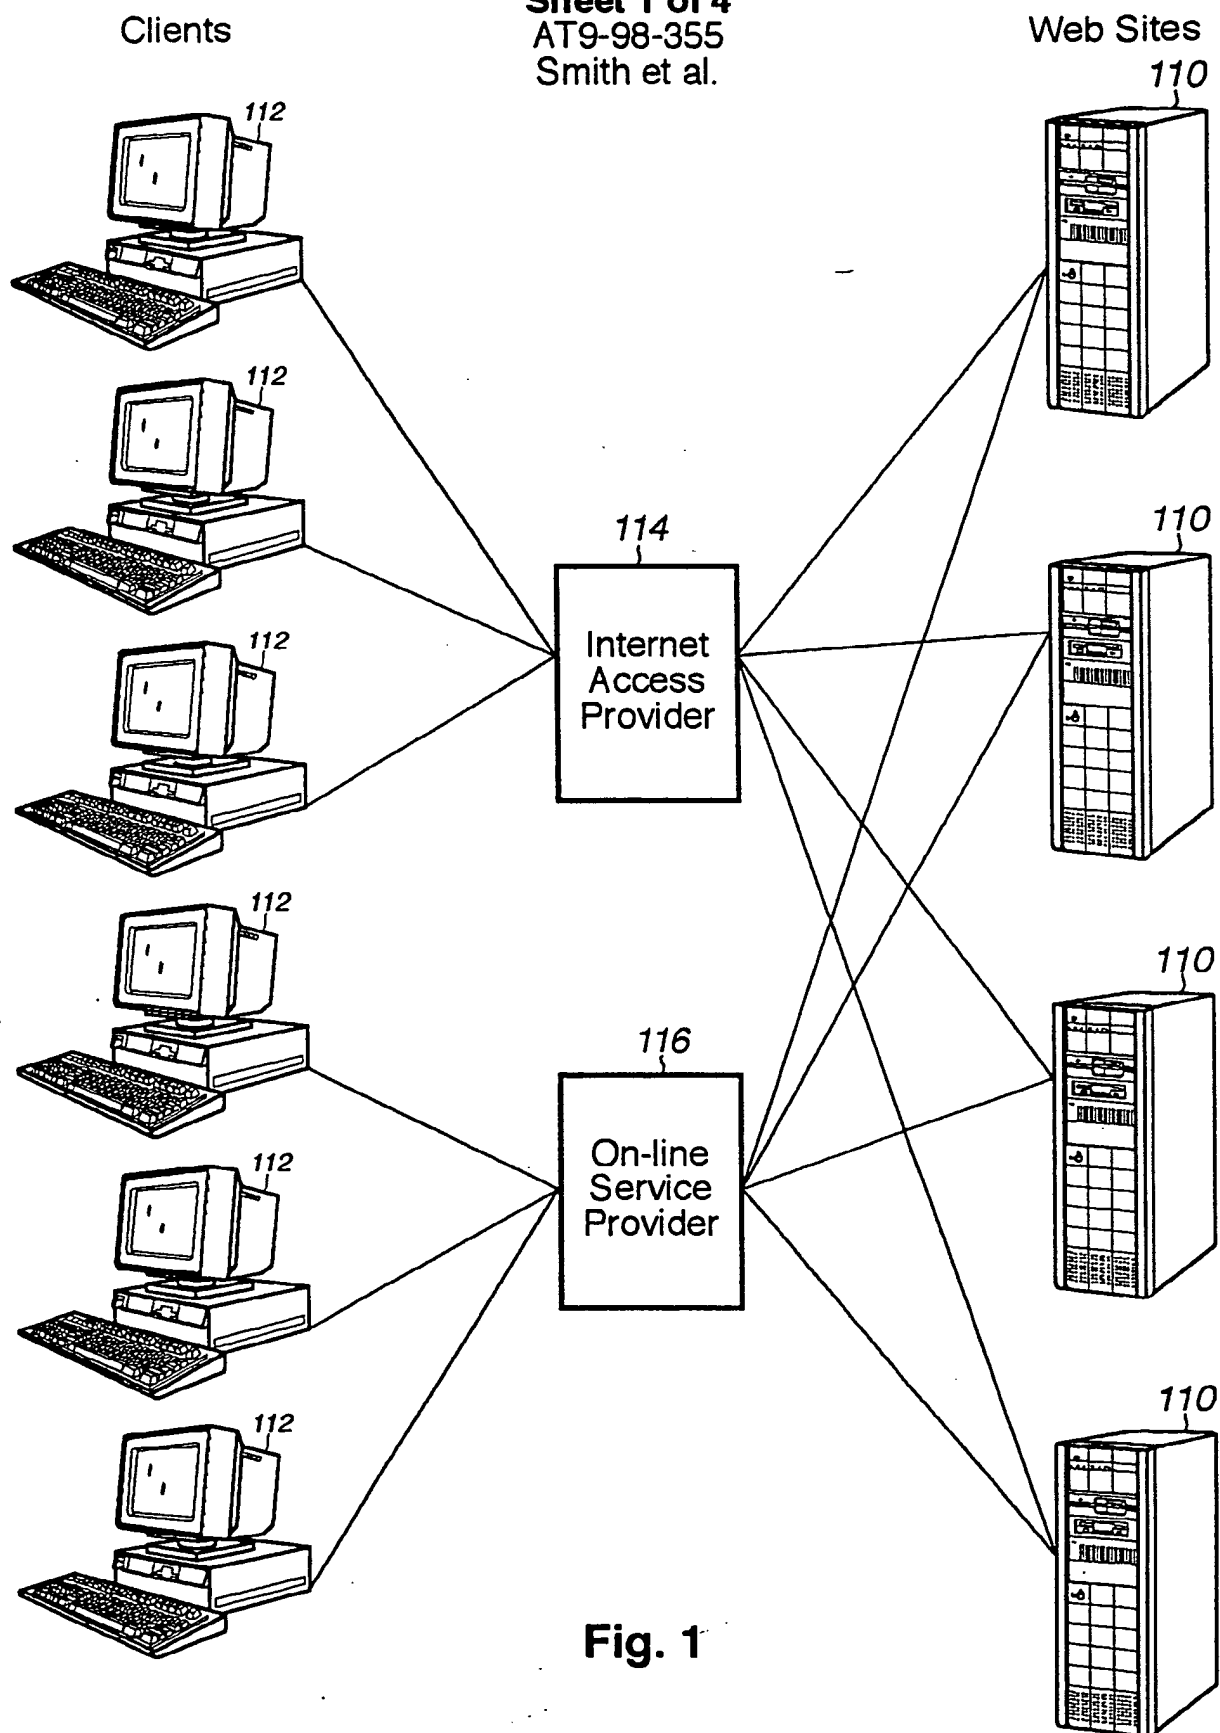 Sheet 1 of 4
AT9-98-355
Smith et al.
Clients
Web Sites
110
112
112
110
114
Internet
Access
Provider
112
112
110
116
On-line
Service
Provider
112
110
112
Fig. 1